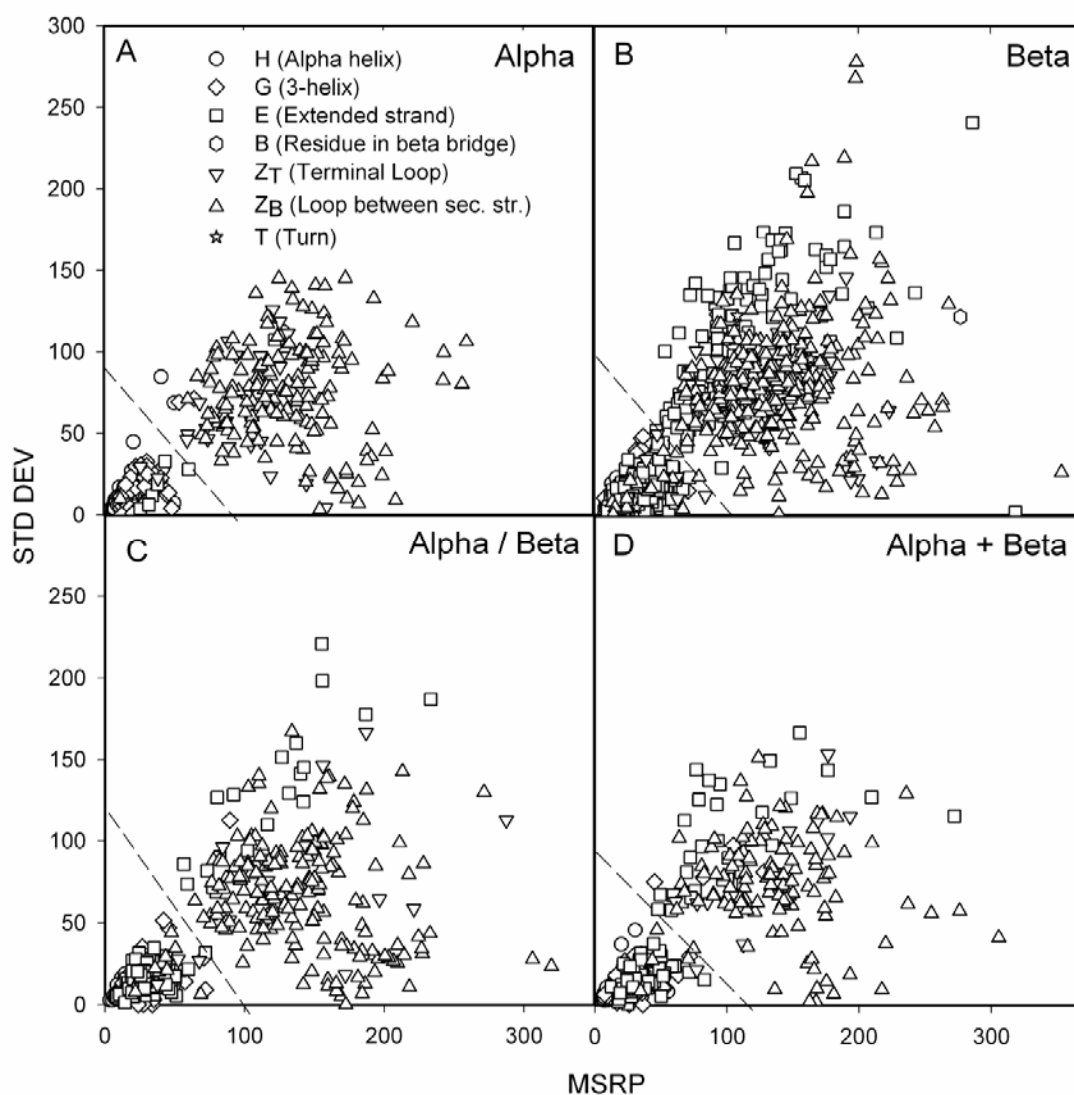 300
A
H (Alpha helix)
Alpha
G (3-helix)
E (Extended strand)
B (Residue in beta bridge)
ZT (Terminal Loop)
ZB (Loop between sec. str.)
T (Turn)
250
200
150
100
50
0
B
Beta
STD DEV
C
Alpha / Beta
250
200
150
100
50
0
D
Alpha + Beta
0 100 200 300
0 100 200 300
MSRP